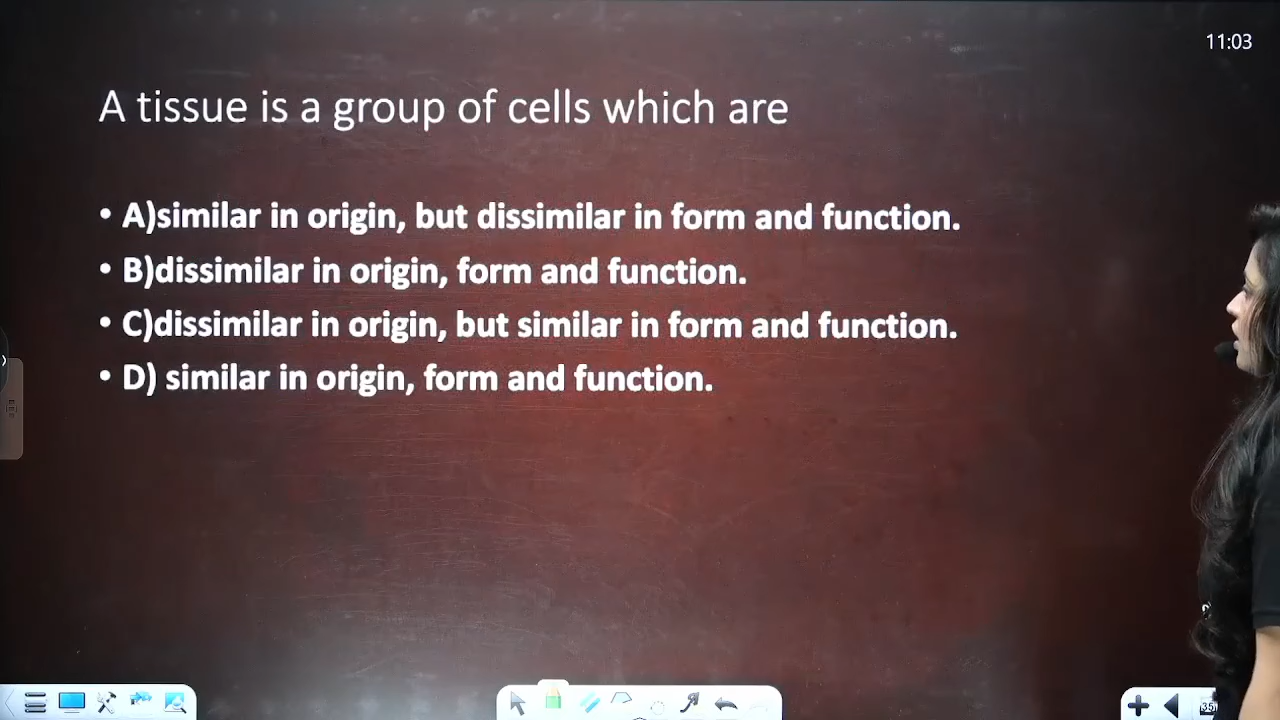 11:03
A tissue is a group of cells which are
• A)similar in origin, but dissimilar in form and function.
• B)dissimilar in origin, form and function.
• C)dissimilar in origin, but similar in form and function.
• D) similar in origin, form and function.